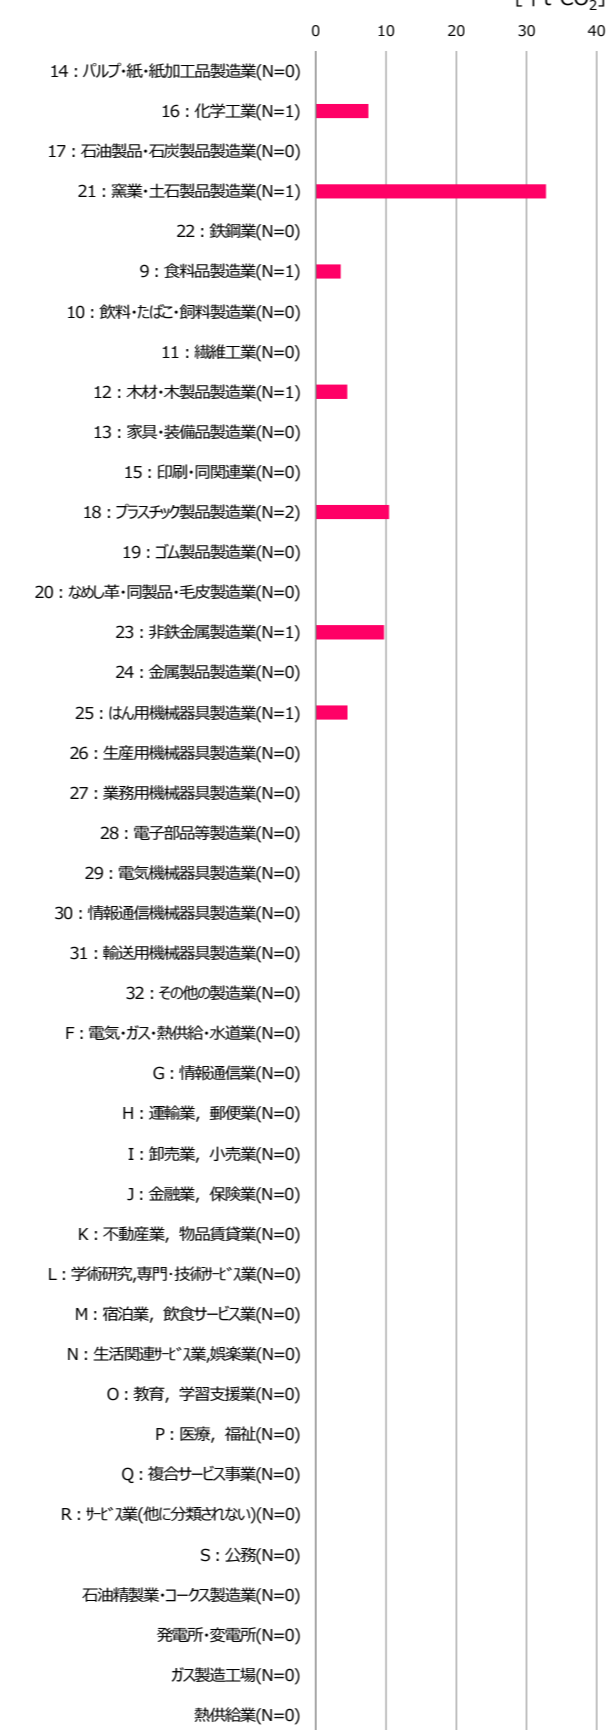 t-CO₂]
0 10 20 30 40
14：パルプ・紙・紙加工品製造業(N=0)
16：化学工業(N=1)
17：石油製品・石炭製品製造業(N=0)
21：窯業・土石製品製造業(N=1)
22：鉄鋼業(N=0)
9：食料品製造業(N=1)
10：飲料・たばこ・飼料製造業(N=0)
11：繊維工業(N=0)
12：木材・木製品製造業(N=1)
13：家具・装備品製造業(N=0)
15：印刷・同関連業(N=0)
18：プラスチック製品製造業(N=2)
19：ゴム製品製造業(N=0)
20：なめし革・同製品・毛皮製造業(N=0)
23：非鉄金属製造業(N=1)
24：金属製品製造業(N=0)
25：はん用機械器具製造業(N=1)
26：生産用機械器具製造業(N=0)
27：業務用機械器具製造業(N=0)
28：電子部品等製造業(N=0)
29：電気機械器具製造業(N=0)
30：情報通信機械器具製造業(N=0)
31：輸送用機械器具製造業(N=0)
32：その他の製造業(N=0)
F：電気・ガス・熱供給・水道業(N=0)
G：情報通信業(N=0)
H：運輸業，郵便業(N=0)
I：卸売業，小売業(N=0)
J：金融業，保険業(N=0)
K：不動産業，物品賃貸業(N=0)
L：学術研究,専門・技術ｻｰﾋﾞｽ業(N=0)
M：宿泊業，飲食サービス業(N=0)
N：生活関連ｻｰﾋﾞｽ業,娯楽業(N=0)
O：教育，学習支援業(N=0)
P：医療，福祉(N=0)
Q：複合サービス事業(N=0)
R：ｻｰﾋﾞｽ業(他に分類されない)(N=0)
S：公務(N=0)
石油精製業・コークス製造業(N=0)
発電所・変電所(N=0)
ガス製造工場(N=0)
熱供給業(N=0)